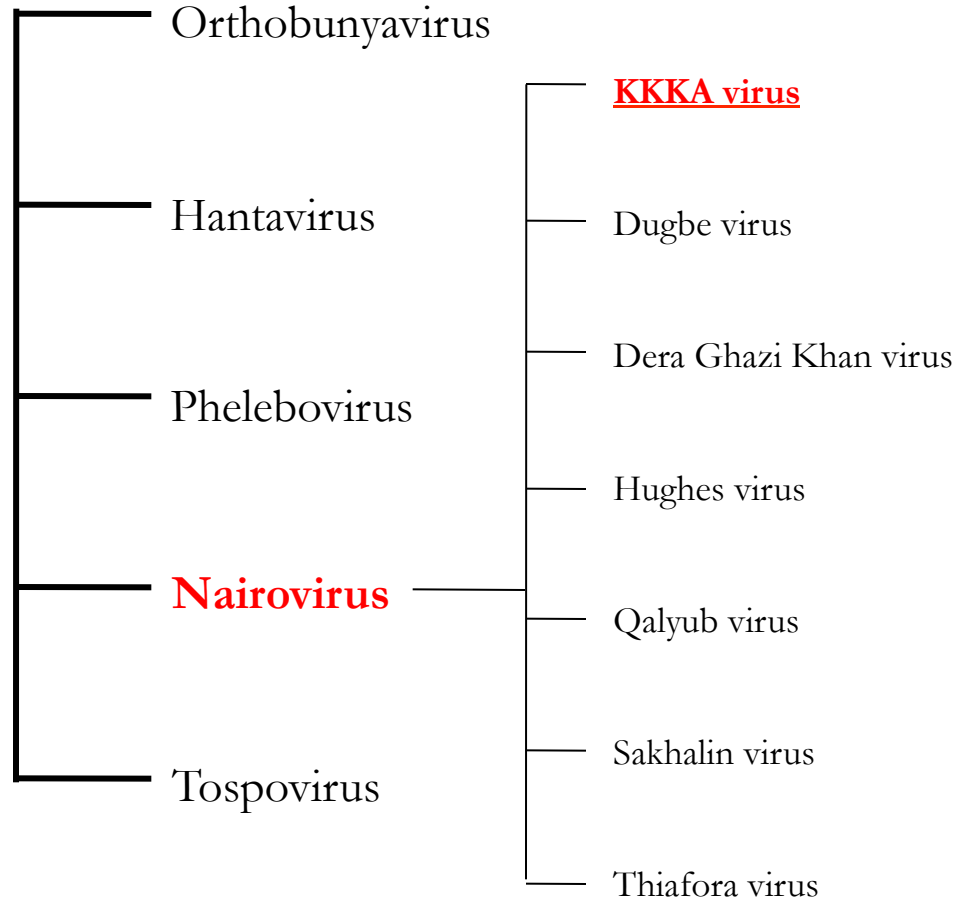 Orthobunyavirus
Hantavirus
Phelebovirus
Nairovirus
Tospovirus
KKKA virus
Dugbe virus
Dera Ghazi Khan virus
Hughes virus
Qalyub virus
Sakhalin virus
Thiafora virus